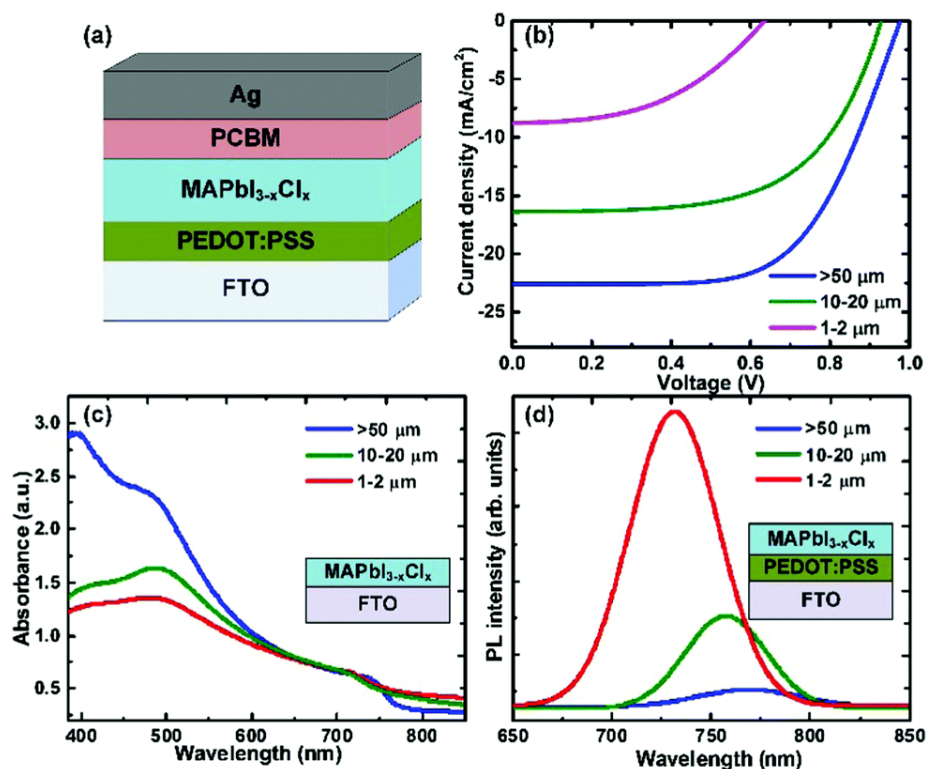 (a)
Ag
PCBM
MAPbI₃₋ₓClₓ
PEDOT:PSS
FTO
(b)
0
-5
-10
-15
-20
-25
Current density (mA/cm²)
>50 μm
10-20 μm
1-2 μm
0.0 0.2 0.4 0.6 0.8 1.0
Voltage (V)
(c)
3.0
2.5
2.0
1.5
1.0
0.5
Absorbance (a.u.)
>50 μm
10-20 μm
1-2 μm
MAPbI₃₋ₓClₓ
FTO
400 500 600 700 800
Wavelength (nm)
(d)
PL intensity (arb. units)
>50 μm
10-20 μm
1-2 μm
MAPbI₃₋ₓClₓ
PEDOT:PSS
FTO
650 700 750 800 850
Wavelength (nm)